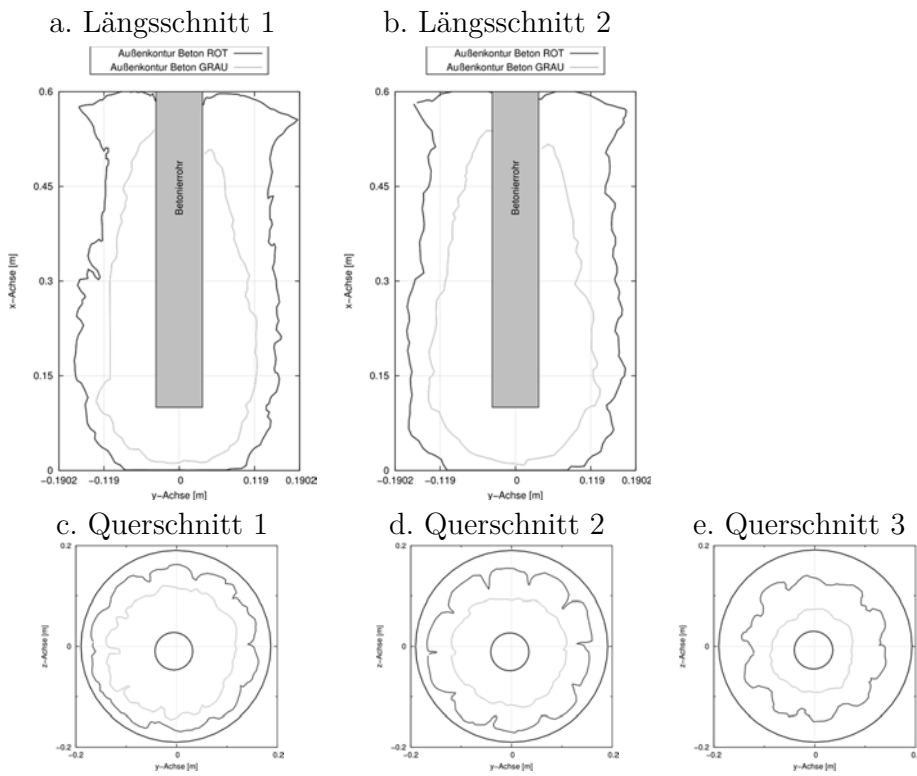 a. Längsschnitt 1
Außenkontur Beton ROT
Außenkontur Beton GRAU
0.6
0.45
0.3
0.15
0
x-Achse [m]
Betonierrohr
-0.1902
-0.119
0
0.119
0.1902
y-Achse [m]
b. Längsschnitt 2
Außenkontur Beton ROT
Außenkontur Beton GRAU
0.6
0.45
0.3
0.15
0
x-Achse [m]
Betonierrohr
-0.1902
-0.119
0
0.119
0.1902
y-Achse [m]
c. Querschnitt 1
0.2
0
-0.2
z-Achse [m]
-0.2
0
0.2
y-Achse [m]
d. Querschnitt 2
0.2
0
-0.2
z-Achse [m]
-0.2
0
0.2
y-Achse [m]
e. Querschnitt 3
0.2
0
-0.2
z-Achse [m]
-0.2
0
0.2
y-Achse [m]